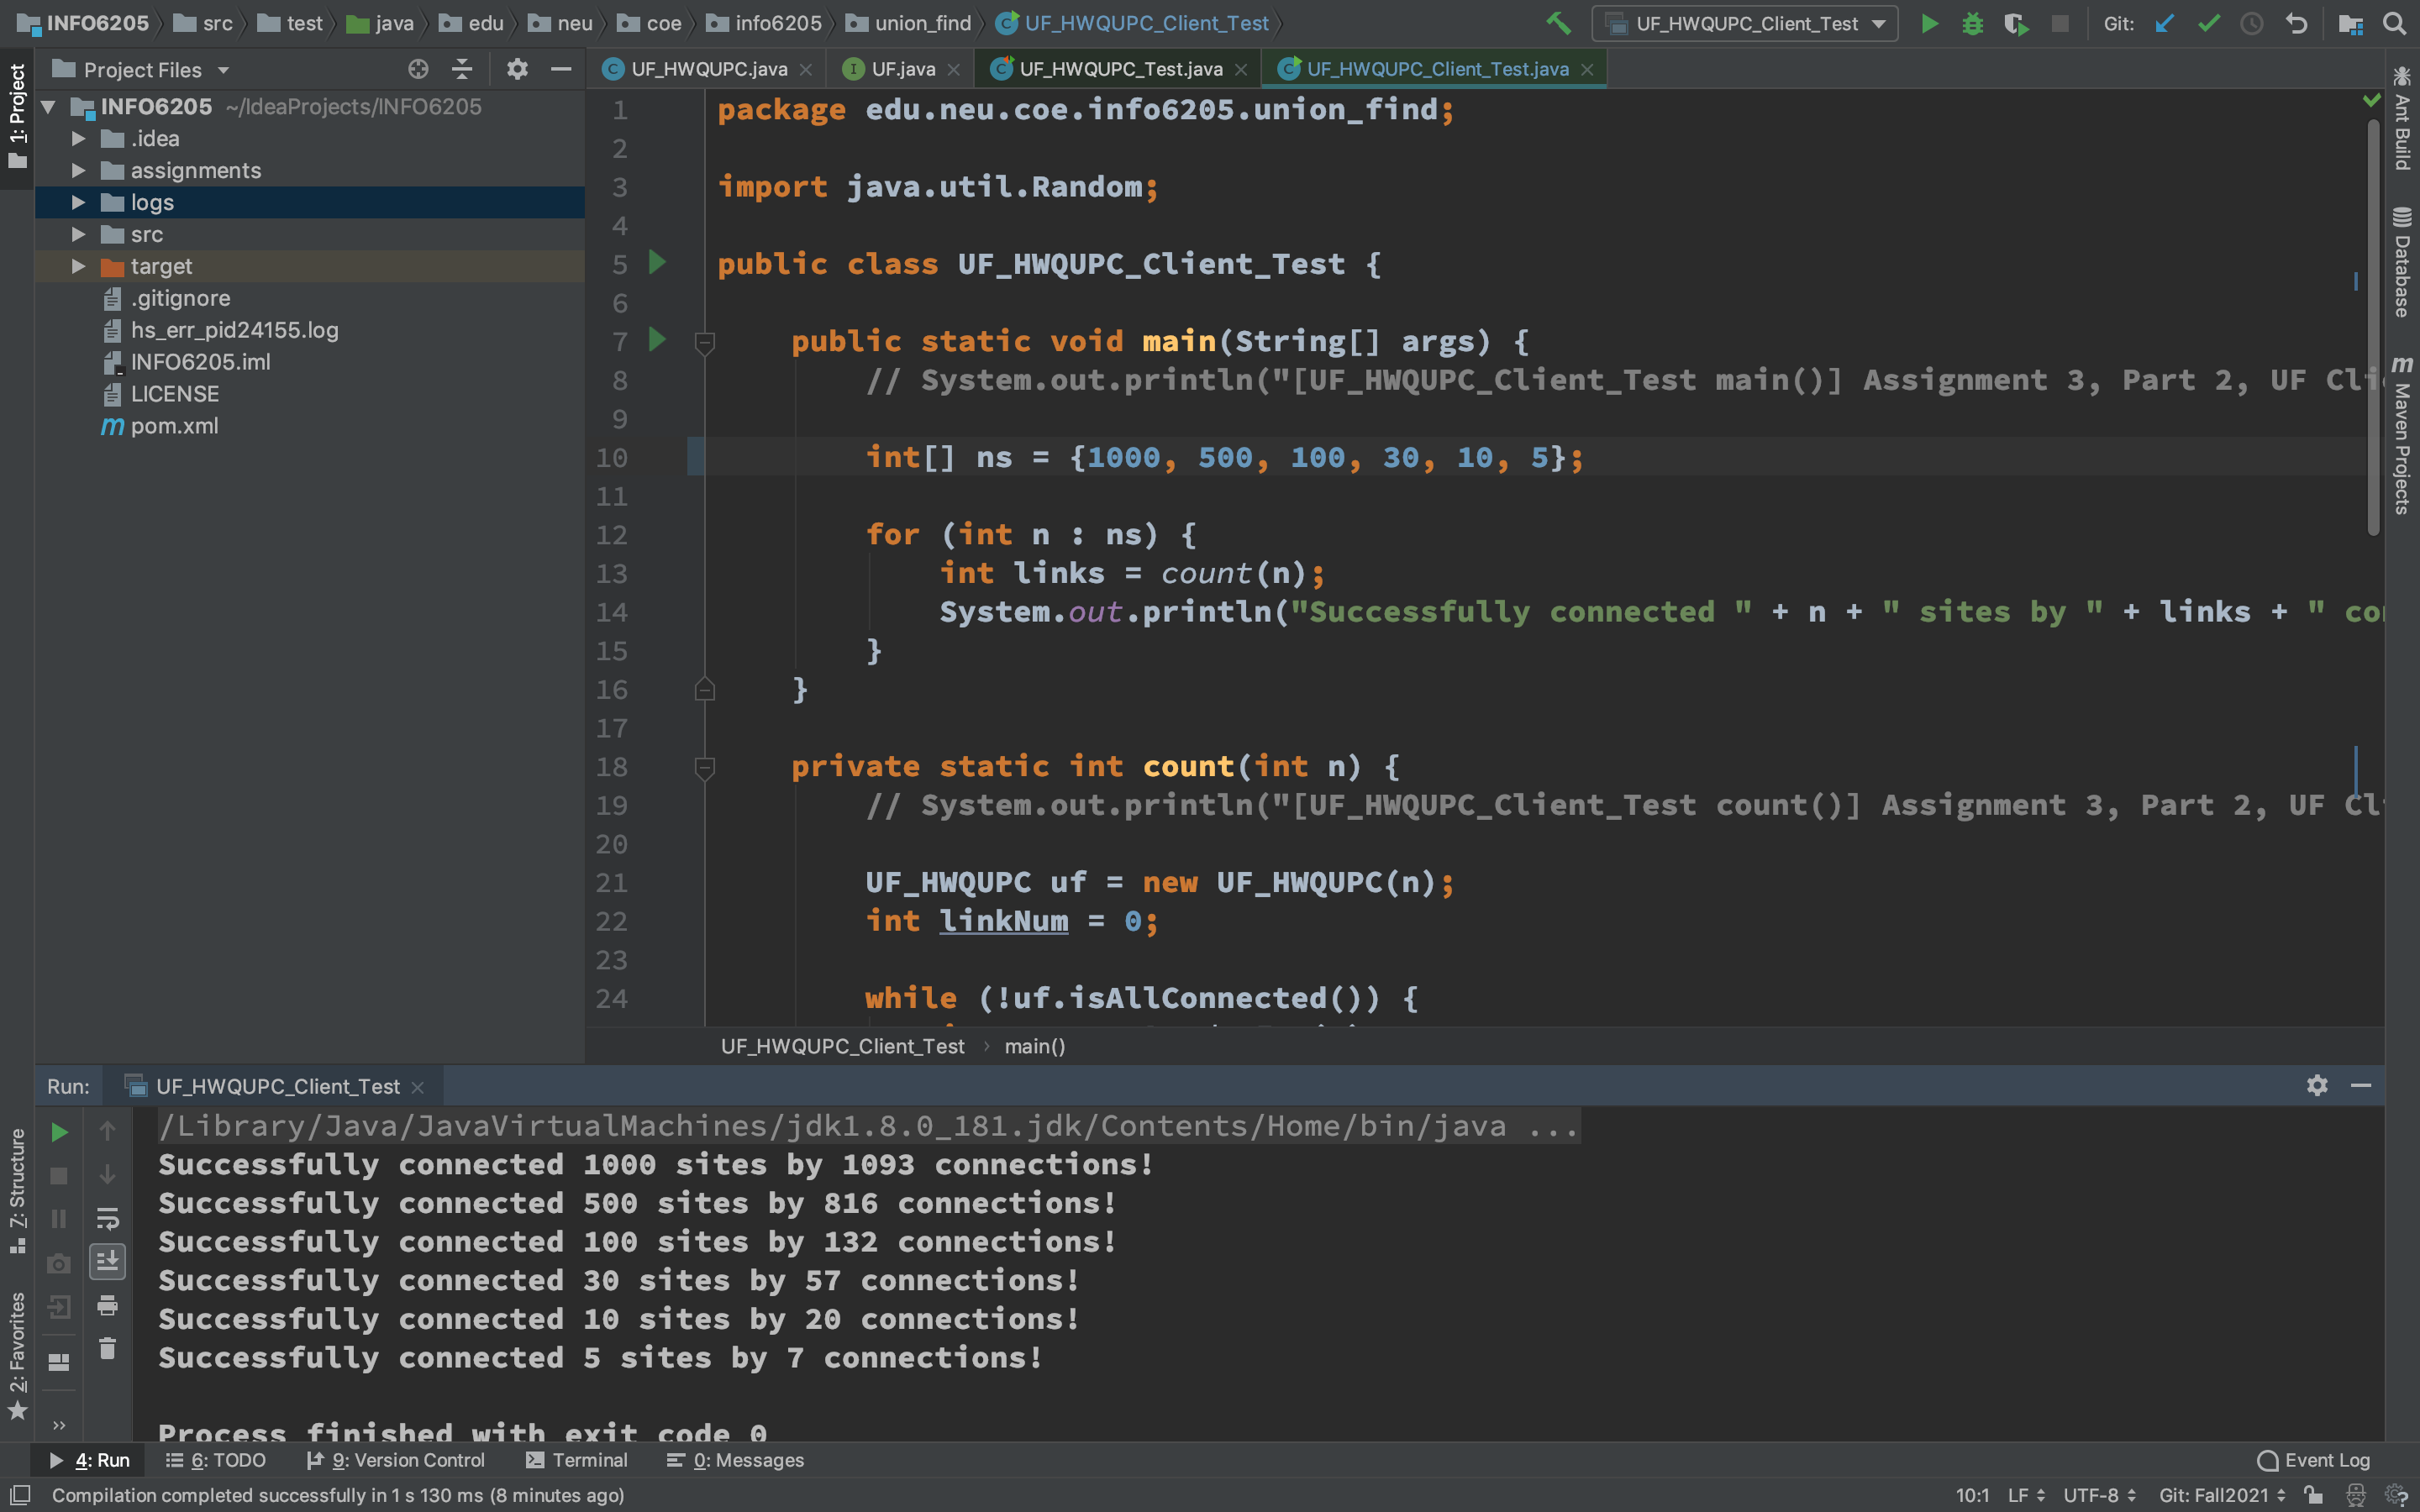 INFO6205 src test java edu neu coe info6205 union_find UF_HWQUPC_Client_Test UF_HWQUPC_Client_Test Git:
1: Project
Project Files
UF_HWQUPC.java UF.java UF_HWQUPC_Test.java UF_HWQUPC_Client_Test.java
INFO6205 ~/IdeaProjects/INFO6205
.idea
assignments
logs
src
target
.gitignore
hs_err_pid24155.log
INFO6205.iml
LICENSE
pom.xml
1 package edu.neu.coe.info6205.union_find;
2
3 import java.util.Random;
4
5 public class UF_HWQUPC_Client_Test {
6
7 public static void main(String[] args) {
8 // System.out.println("[UF_HWQUPC_Client_Test main()] Assignment 3, Part 2, UF Cli
9
10 int[] ns = {1000, 500, 100, 30, 10, 5};
11
12 for (int n : ns) {
13 int links = count(n);
14 System.out.println("Successfully connected " + n + " sites by " + links + " co
15 }
16 }
17
18 private static int count(int n) {
19 // System.out.println("[UF_HWQUPC_Client_Test count()] Assignment 3, Part 2, UF Cl
20
21 UF_HWQUPC uf = new UF_HWQUPC(n);
22 int linkNum = 0;
23
24 while (!uf.isAllConnected()) {
UF_HWQUPC_Client_Test main()
Ant Build
Database
Maven Projects
Run: UF_HWQUPC_Client_Test
/Library/Java/JavaVirtualMachines/jdk1.8.0_181.jdk/Contents/Home/bin/java ...
Successfully connected 1000 sites by 1093 connections!
Successfully connected 500 sites by 816 connections!
Successfully connected 100 sites by 132 connections!
Successfully connected 30 sites by 57 connections!
Successfully connected 10 sites by 20 connections!
Successfully connected 5 sites by 7 connections!
Process finished with exit code 0
7: Structure
2: Favorites
4: Run 6: TODO 9: Version Control Terminal 0: Messages Event Log
Compilation completed successfully in 1 s 130 ms (8 minutes ago) 10:1 LF UTF-8 Git: Fall2021